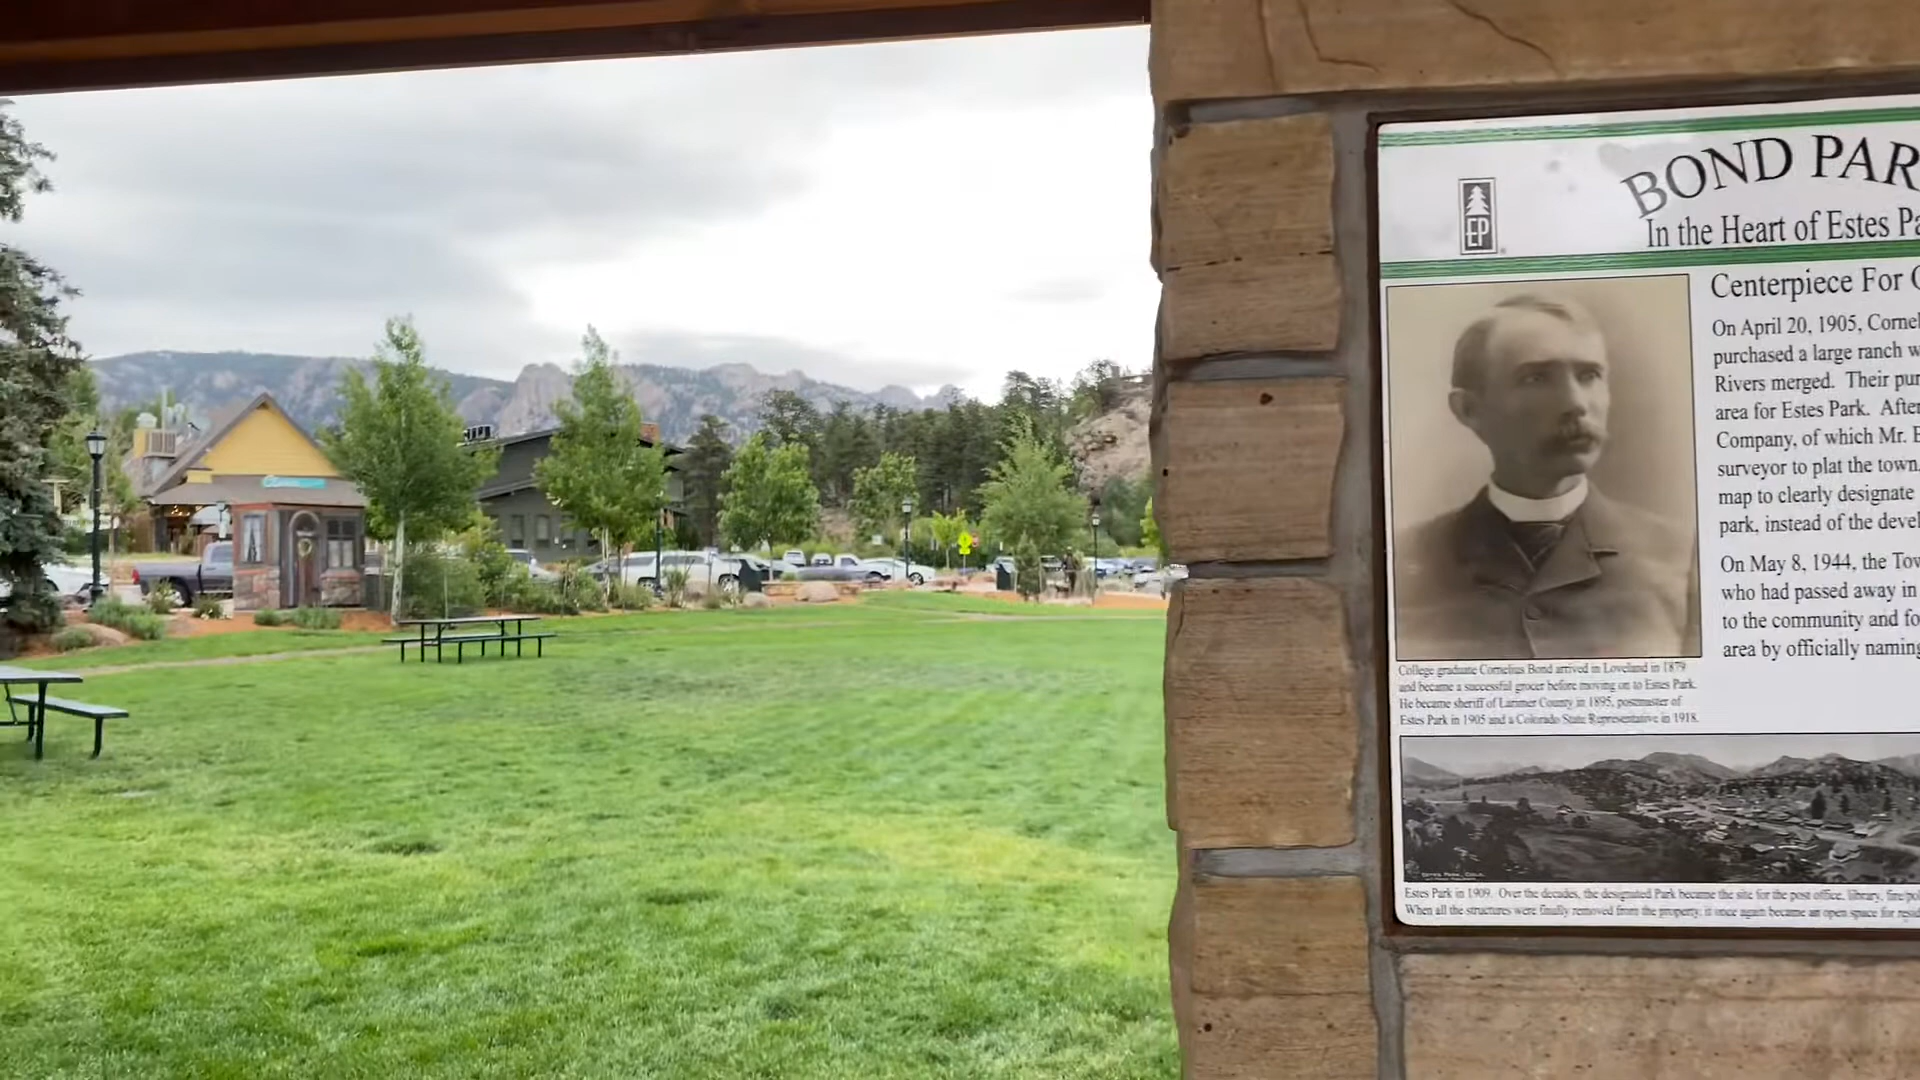 BOND PAR
In the Heart of Estes Pa
EP
Centerpiece For
On April 20, 1905, Cornel
purchased a large ranch w
Rivers merged. Their pur
area for Estes Park. After
Company, of which Mr. B
surveyor to plat the town.
map to clearly designate
park, instead of the devel
On May 8, 1944, the Tow
who had passed away in
to the community and fo
area by officially naming
College graduate Cornelius Bond arrived in Loveland in 1879
and became a successful grocer before moving on to Estes Park.
He became sheriff of Larimer County in 1895, postmaster of
Estes Park in 1905 and a Colorado State Representative in 1918.
ESTES PARK, COLO.
Estes Park in 1909. Over the decades, the designated Park became the site for the post office, library, fire/pol
When all the structures were finally removed from the property, it once again became an open space for resid